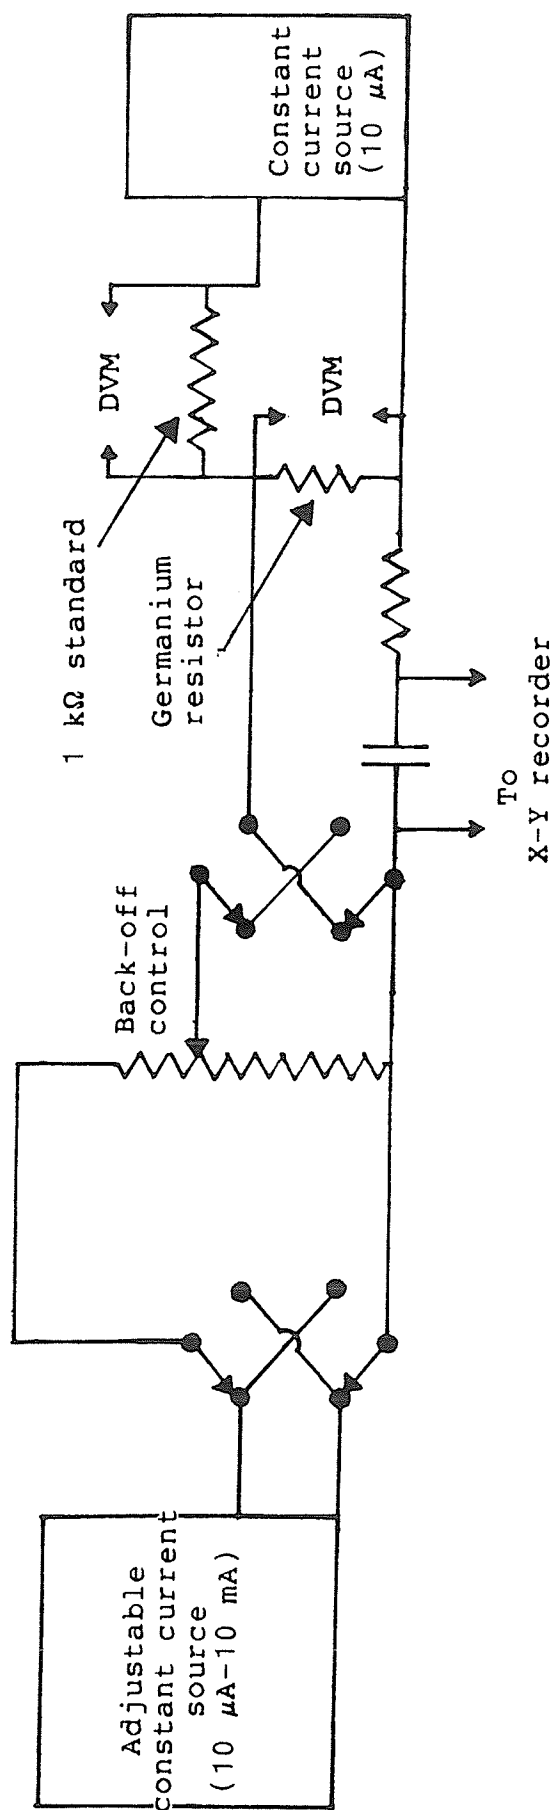 Adjustable
constant current
source
(10 μA-10 mA)
Back-off
control
1 kΩ standard
Germanium
resistor
DVM
DVM
Constant
current
source
(10 μA)
To
X-Y recorder